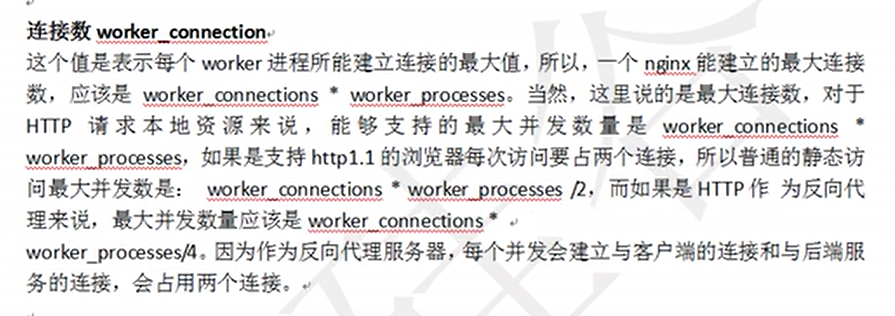 连接数 worker_connection
这个值是表示每个 worker 进程所能建立连接的最大值，所以，一个 nginx 能建立的最大连接
数，应该是 worker_connections * worker_processes。当然，这里说的是最大连接数，对于
HTTP 请求本地资源来说，能够支持的最大并发数量是 worker_connections *
worker_processes，如果是支持 http1.1 的浏览器每次访问要占两个连接，所以普通的静态访
问最大并发数是： worker_connections * worker_processes /2，而如果是 HTTP 作 为反向代
理来说，最大并发数量应该是 worker_connections *
worker_processes/4。因为作为反向代理服务器，每个并发会建立与客户端的连接和与后端服
务的连接，会占用两个连接。